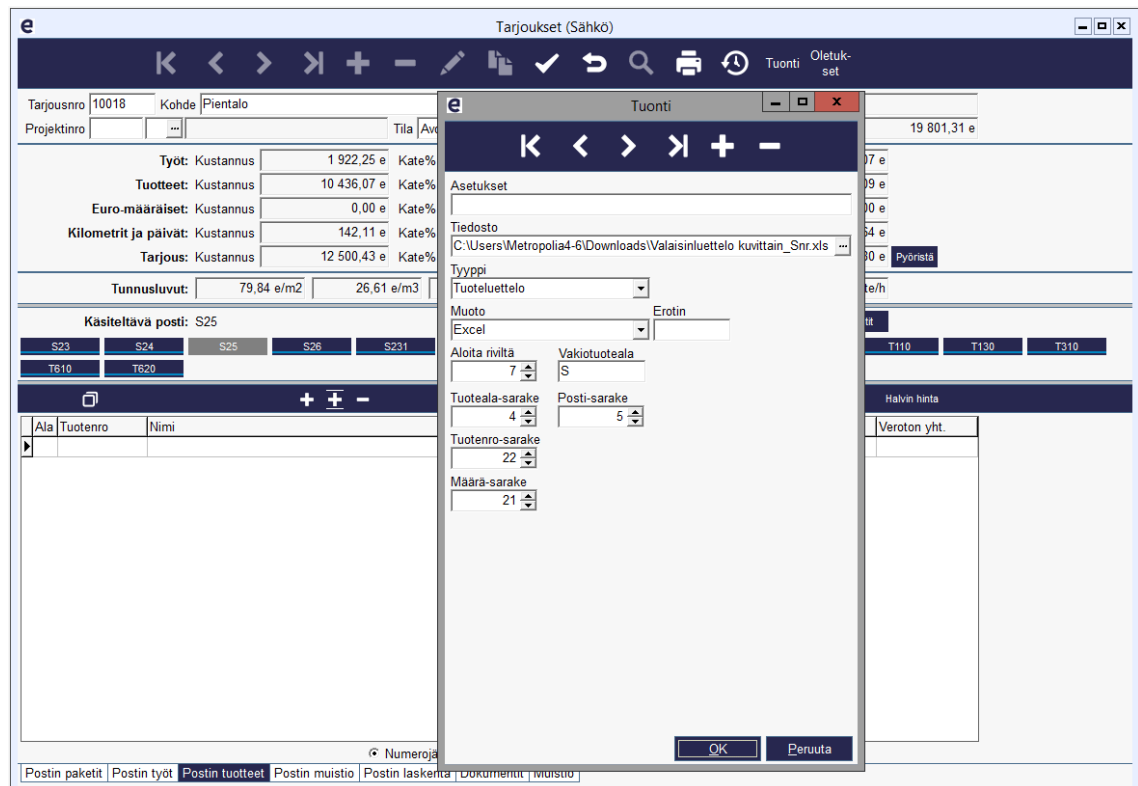 e Tarjoukset (Sähkö)
Tuonti Oletuk-
set
Tarjousnro 10018 Kohde Pientalo
Projektinro ... Tila 19 801,31 e
Työt: Kustannus 1 922,25 e Kate% 07 e
Tuotteet: Kustannus 10 436,07 e Kate% 09 e
Euro-määräiset: Kustannus 0,00 e Kate% 00 e
Kilometrit ja päivät: Kustannus 142,11 e Kate%
Tarjous: Kustannus 12 500,43 e Kate% Pyöristä
Tunnusluvut: 79,84 e/m2 26,61 e/m3 te/h
Käsiteltävä posti: S25 tit
S23 S24 S25 S26 S231 T110 T130 T310
T610 T620
Halvin hinta
Ala Tuotenro Nimi Veroton yht.
Numerojä
Postin paketit Postin työt Postin tuotteet Postin muistio Postin laskenta Dokumentit Muistio
e Tuonti
Asetukset
Tiedosto
C:\Users\Metropolia4-6\Downloads\Valaisinluettelo kuvittain_Snr.xls ...
Tyyppi
Tuoteluettelo
Muoto Erotin
Excel
Aloita riviltä Vakiotuoteala
7 S
Tuoteala-sarake Posti-sarake
4 5
Tuotenro-sarake
22
Määrä-sarake
21
OK Peruuta